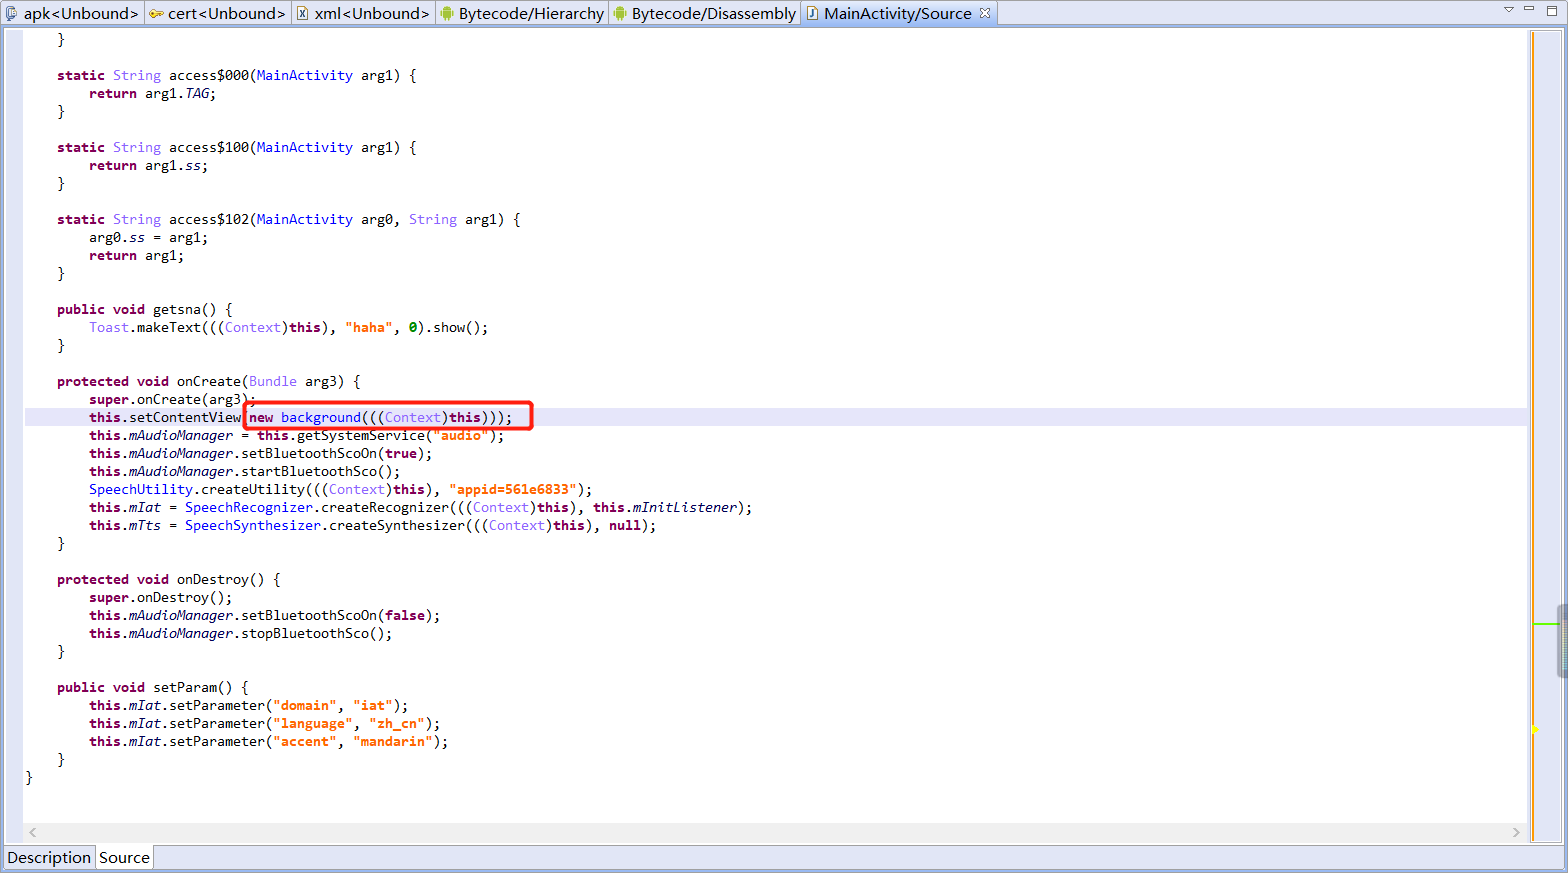 apk<Unbound> cert<Unbound> xml<Unbound> Bytecode/Hierarchy Bytecode/Disassembly MainActivity/Source
}
static String access$000(MainActivity arg1) {
return arg1.TAG;
}
static String access$100(MainActivity arg1) {
return arg1.ss;
}
static String access$102(MainActivity arg0, String arg1) {
arg0.ss = arg1;
return arg1;
}
public void getsna() {
Toast.makeText(((Context)this), "haha", 0).show();
}
protected void onCreate(Bundle arg3) {
super.onCreate(arg3);
this.setContentView(new background(((Context)this)));
this.mAudioManager = this.getSystemService("audio");
this.mAudioManager.setBluetoothScoOn(true);
this.mAudioManager.startBluetoothSco();
SpeechUtility.createUtility(((Context)this), "appid=561e6833");
this.mIat = SpeechRecognizer.createRecognizer(((Context)this), this.mInitListener);
this.mTts = SpeechSynthesizer.createSynthesizer(((Context)this), null);
}
protected void onDestroy() {
super.onDestroy();
this.mAudioManager.setBluetoothScoOn(false);
this.mAudioManager.stopBluetoothSco();
}
public void setParam() {
this.mIat.setParameter("domain", "iat");
this.mIat.setParameter("language", "zh_cn");
this.mIat.setParameter("accent", "mandarin");
}
}
Description Source